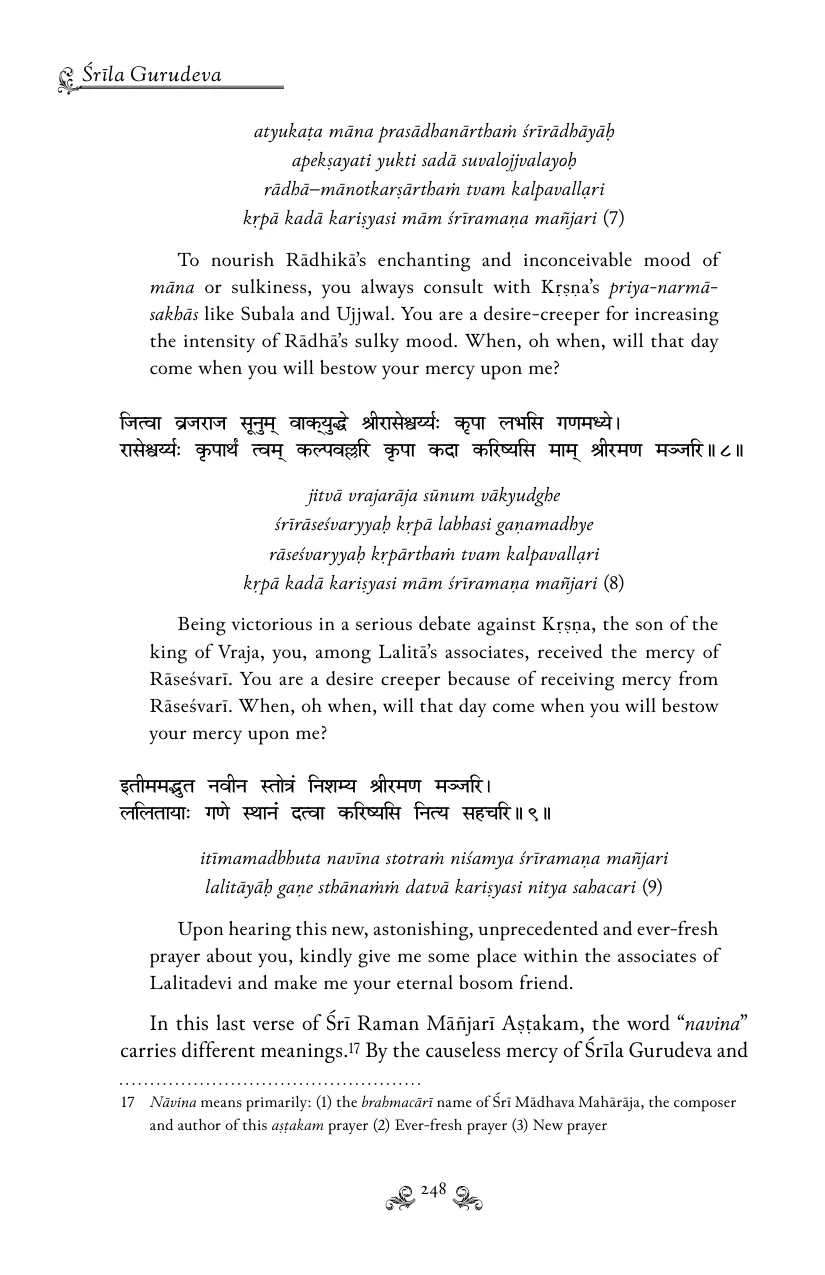 Śrīla Gurudeva
atyukaṭa māna prasādhanārthaṁ śrīrādhāyāḥ
apekṣayati yukti sadā suvalojjvalayoḥ
rādhā–mānotkarṣārthaṁ tvam kalpavallari
kṛpā kadā kariṣyasi mām śrīramaṇa mañjari (7)
To nourish Rādhikā’s enchanting and inconceivable mood of
māna or sulkiness, you always consult with Kṛṣṇa’s priya-narmā-
sakhās like Subala and Ujjwal. You are a desire-creeper for increasing
the intensity of Rādhā’s sulky mood. When, oh when, will that day
come when you will bestow your mercy upon me?
जित्वा व्रजराज सूनुम् वाक्‌युद्धे श्रीरासेश्वर्य्यः कृपा लभसि गणमध्ये।
रासेश्वर्य्यः कृपार्थं त्वम् कल्पवल्लरि कृपा कदा करिष्यसि माम् श्रीरमण मञ्जरि॥८॥
jitvā vrajarāja sūnum vākyudghe
śrīrāseśvaryyaḥ kṛpā labhasi gaṇamadhye
rāseśvaryyaḥ kṛpārthaṁ tvam kalpavallari
kṛpā kadā kariṣyasi mām śrīramaṇa mañjari (8)
Being victorious in a serious debate against Kṛṣṇa, the son of the
king of Vraja, you, among Lalitā’s associates, received the mercy of
Rāseśvarī. You are a desire creeper because of receiving mercy from
Rāseśvarī. When, oh when, will that day come when you will bestow
your mercy upon me?
इतीममद्भुत नवीन स्तोत्रं निशम्य श्रीरमण मञ्जरि।
ललितायाः गणे स्थानं दत्वा करिष्यसि नित्य सहचरि॥९॥
itīmamadbhuta navīna stotraṁ niśamya śrīramaṇa mañjari
lalitāyāḥ gaṇe sthānaṁṁ datvā kariṣyasi nitya sahacari (9)
Upon hearing this new, astonishing, unprecedented and ever-fresh
prayer about you, kindly give me some place within the associates of
Lalitadevi and make me your eternal bosom friend.
In this last verse of Śrī Raman Māñjarī Aṣṭakam, the word “navina”
carries different meanings.17 By the causeless mercy of Śrīla Gurudeva and
17 Nāvina means primarily: (1) the brahmacārī name of Śrī Mādhava Mahārāja, the composer
and author of this aṣṭakam prayer (2) Ever-fresh prayer (3) New prayer
248